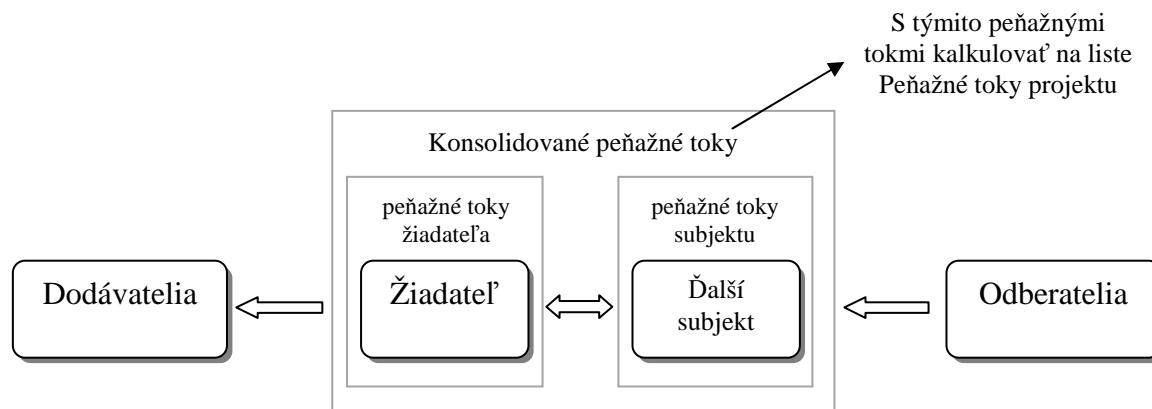 S týmito peňažnými
tokmi kalkulovať na liste
Peňažné toky projektu
Konsolidované peňažné toky
peňažné toky
žiadateľa
peňažné toky
subjektu
Dodávatelia
Žiadateľ
Ďalší
subjekt
Odberatelia